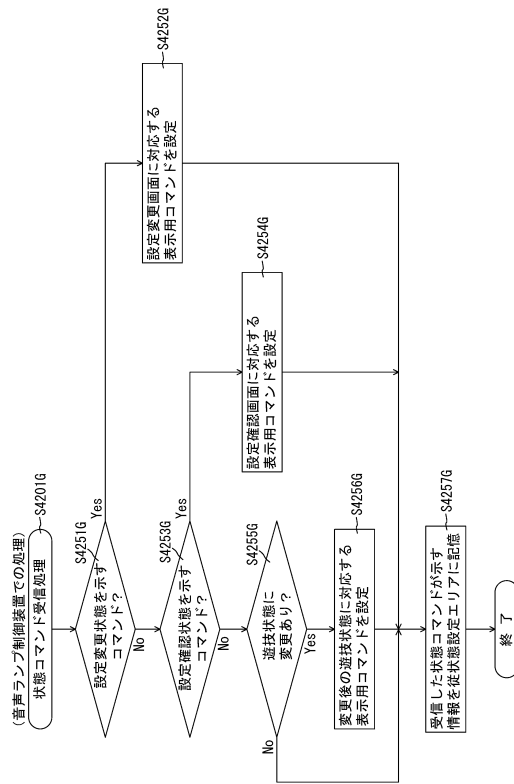 (音声ランプ制御装置での処理)
状態コマンド受信処理
S4201G
設定変更状態を示す
コマンド?
S4251G
Yes
No
設定変更画面に対応する
表示用コマンドを設定
S4252G
設定確認状態を示す
コマンド?
S4253G
Yes
No
設定確認画面に対応する
表示用コマンドを設定
S4254G
遊技状態に
変更あり?
S4255G
No
Yes
変更後の遊技状態に対応する
表示用コマンドを設定
S4256G
受信した状態コマンドが示す
情報を従状態設定エリアに記憶
S4257G
終了